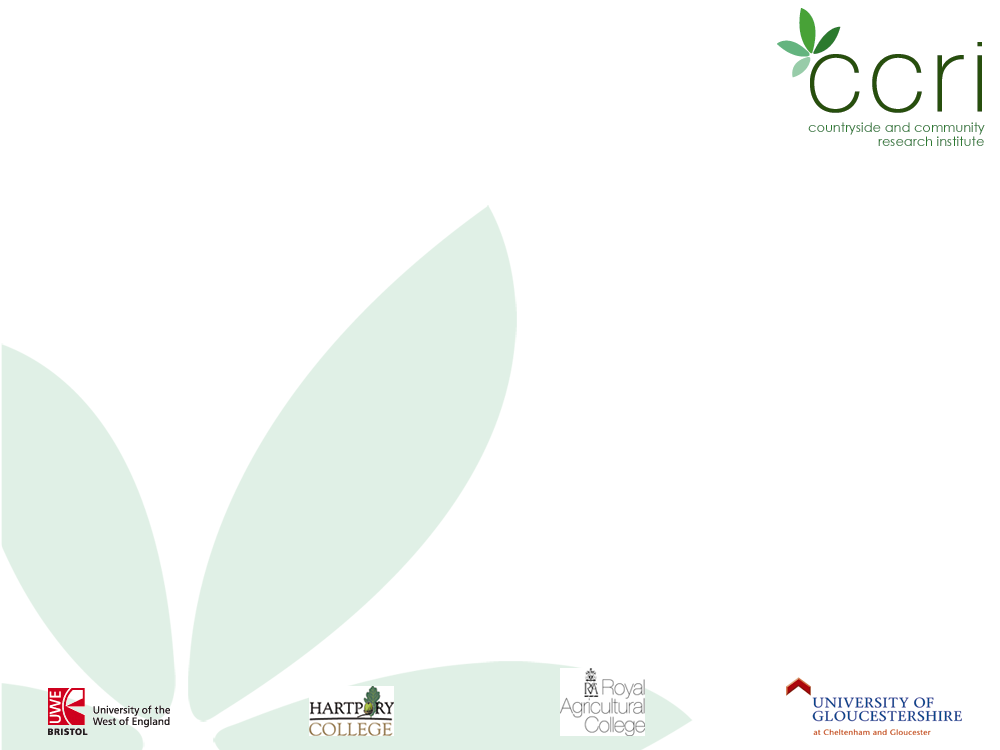 ccri
countryside and community
research institute
UWE
BRISTOL
University of the
West of England
HARTPURY
COLLEGE
Royal
Agricultural
College
UNIVERSITY OF
GLOUCESTERSHIRE
at Cheltenham and Gloucester